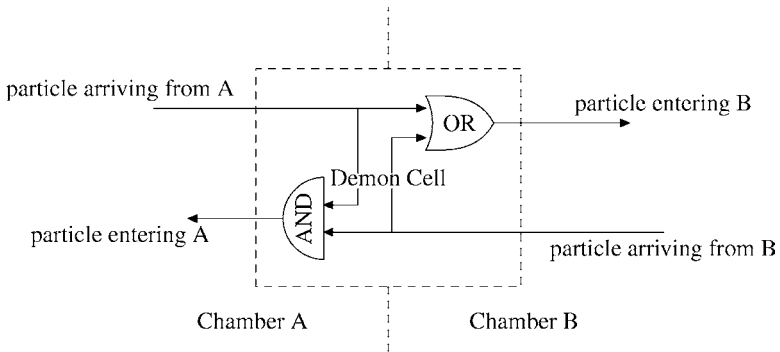 particle arriving from A
OR
particle entering B
Demon Cell
AND
particle entering A
particle arriving from B
Chamber A
Chamber B